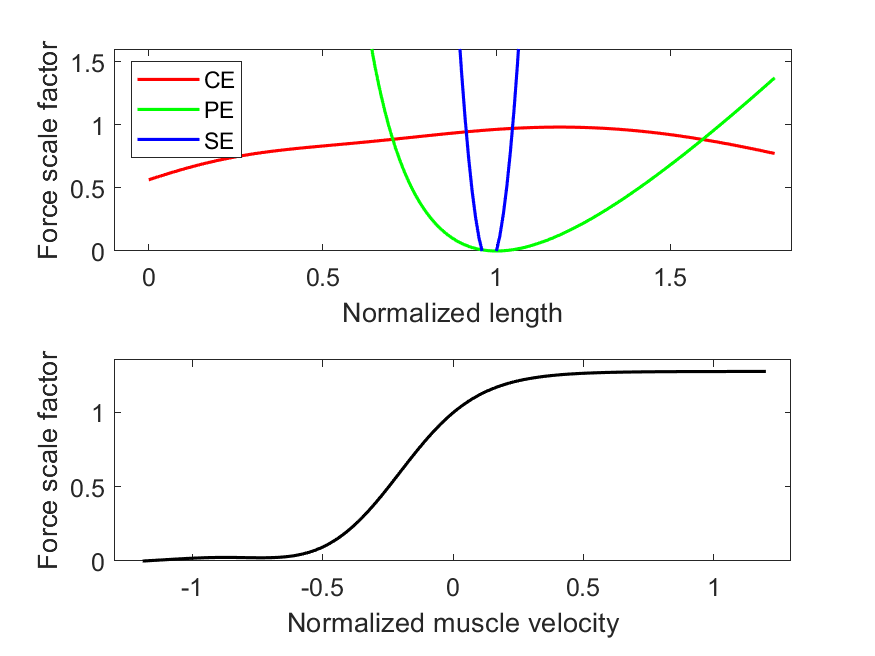 Force scale factor
1.5
1
0.5
0
CE
PE
SE
0 0.5 1 1.5
Normalized length
Force scale factor
1
0.5
0
-1 -0.5 0 0.5 1
Normalized muscle velocity